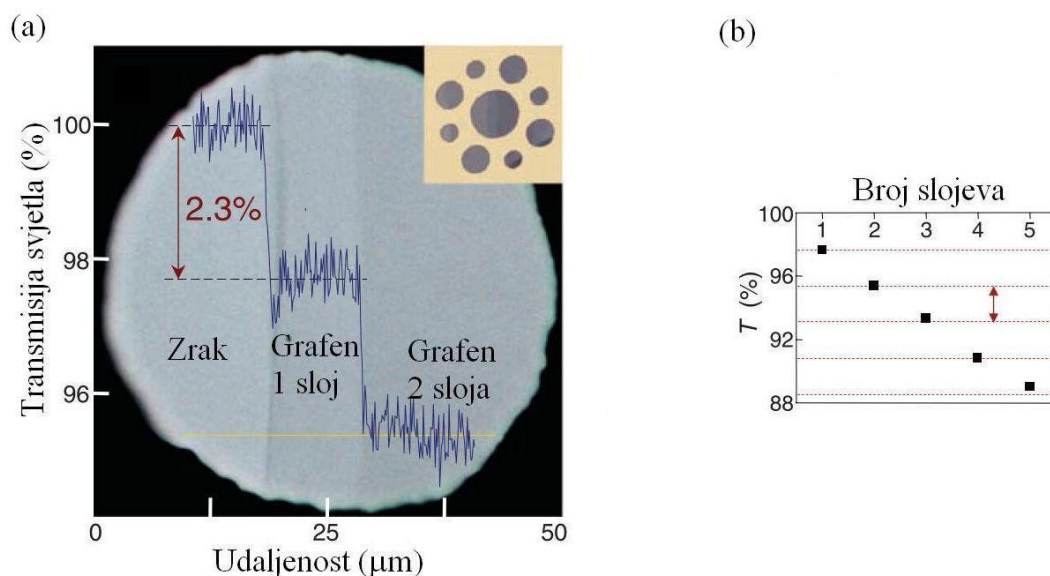 (a)
Transmisija svjetla (%)
100
98
96
2.3%
Zrak
Grafen
1 sloj
Grafen
2 sloja
0
25
50
Udaljenost (μm)
(b)
Broj slojeva
1 2 3 4 5
T (%)
100
96
92
88